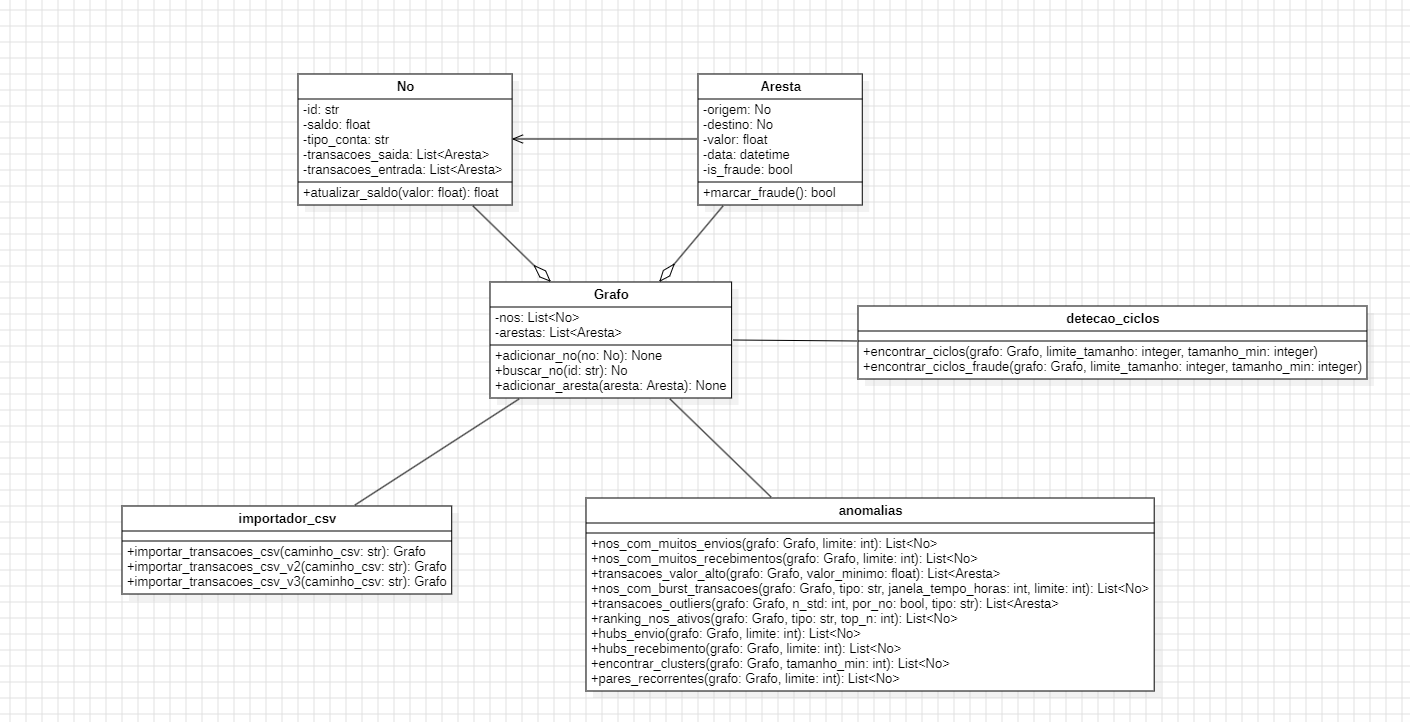 No
-id: str
-saldo: float
-tipo_conta: str
-transacoes_saida: List<Aresta>
-transacoes_entrada: List<Aresta>
+atualizar_saldo(valor: float): float
Aresta
-origem: No
-destino: No
-valor: float
-data: datetime
-is_fraude: bool
+marcar_fraude(): bool
Grafo
-nos: List<No>
-arestas: List<Aresta>
+adicionar_no(no: No): None
+buscar_no(id: str): No
+adicionar_aresta(aresta: Aresta): None
detecao_ciclos
+encontrar_ciclos(grafo: Grafo, limite_tamanho: integer, tamanho_min: integer)
+encontrar_ciclos_fraude(grafo: Grafo, limite_tamanho: integer, tamanho_min: integer)
importador_csv
+importar_transacoes_csv(caminho_csv: str): Grafo
+importar_transacoes_csv_v2(caminho_csv: str): Grafo
+importar_transacoes_csv_v3(caminho_csv: str): Grafo
anomalias
+nos_com_muitos_envios(grafo: Grafo, limite: int): List<No>
+nos_com_muitos_recebimentos(grafo: Grafo, limite: int): List<No>
+transacoes_valor_alto(grafo: Grafo, valor_minimo: float): List<Aresta>
+nos_com_burst_transacoes(grafo: Grafo, tipo: str, janela_tempo_horas: int, limite: int): List<No>
+transacoes_outliers(grafo: Grafo, n_std: int, por_no: bool, tipo: str): List<Aresta>
+ranking_nos_ativos(grafo: Grafo, tipo: str, top_n: int): List<No>
+hubs_envio(grafo: Grafo, limite: int): List<No>
+hubs_recebimento(grafo: Grafo, limite: int): List<No>
+encontrar_clusters(grafo: Grafo, tamanho_min: int): List<No>
+pares_recorrentes(grafo: Grafo, limite: int): List<No>